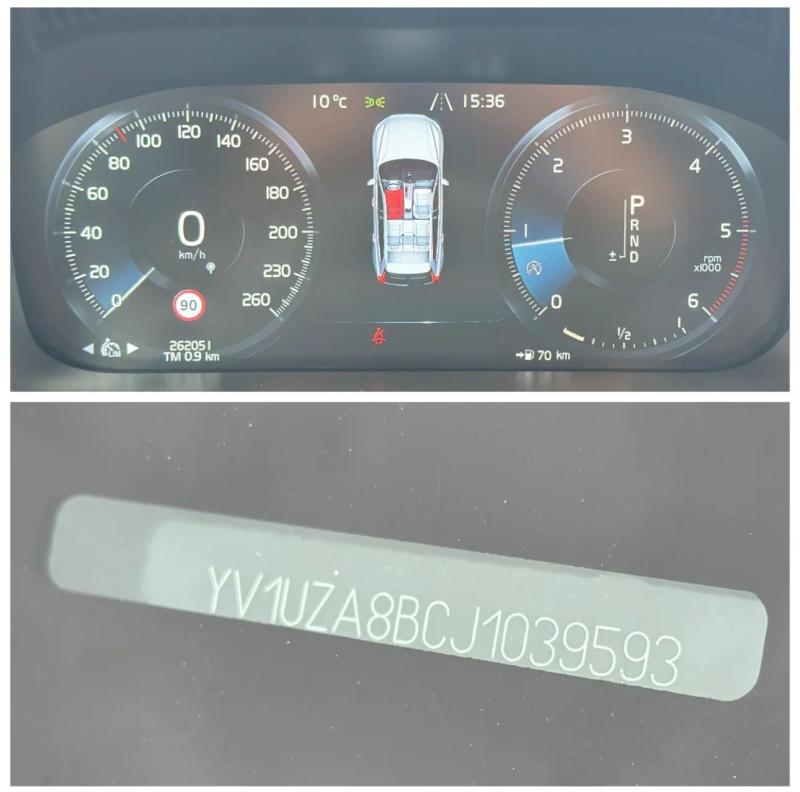 10 °C 15:36
0 20 40 60 80 100 120 140 160 180 200 230 260
0
km/h
90
LIM
262051
TM 0.9 km
0 1 2 3 4 5 6
rpm
x1000
P
R
N
± D
1/2
70 km
YV1UZA8BCJ1039593